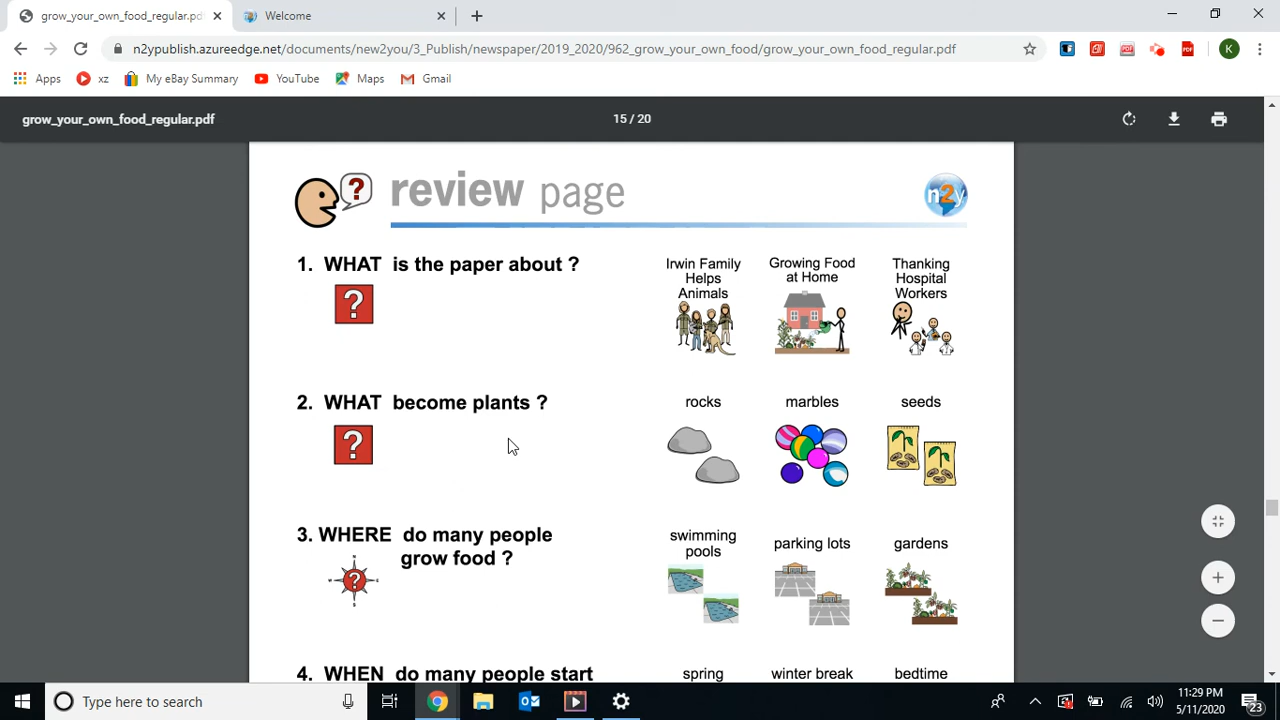 grow_your_own_food_regular.pdf
Welcome
n2ypublish.azureedge.net/documents/new2you/3_Publish/newspaper/2019_2020/962_grow_your_own_food/grow_your_own_food_regular.pdf
K
Apps xz My eBay Summary YouTube Maps Gmail
grow_your_own_food_regular.pdf 15 / 20
? review page n2y
1. WHAT is the paper about ?
?
Irwin Family Helps Animals
Growing Food at Home
Thanking Hospital Workers
2. WHAT become plants ?
?
rocks marbles seeds
3. WHERE do many people
grow food ?
?
swimming pools
parking lots
gardens
4. WHEN do many people start spring winter break bedtime
Type here to search
11:29 PM
5/11/2020
23